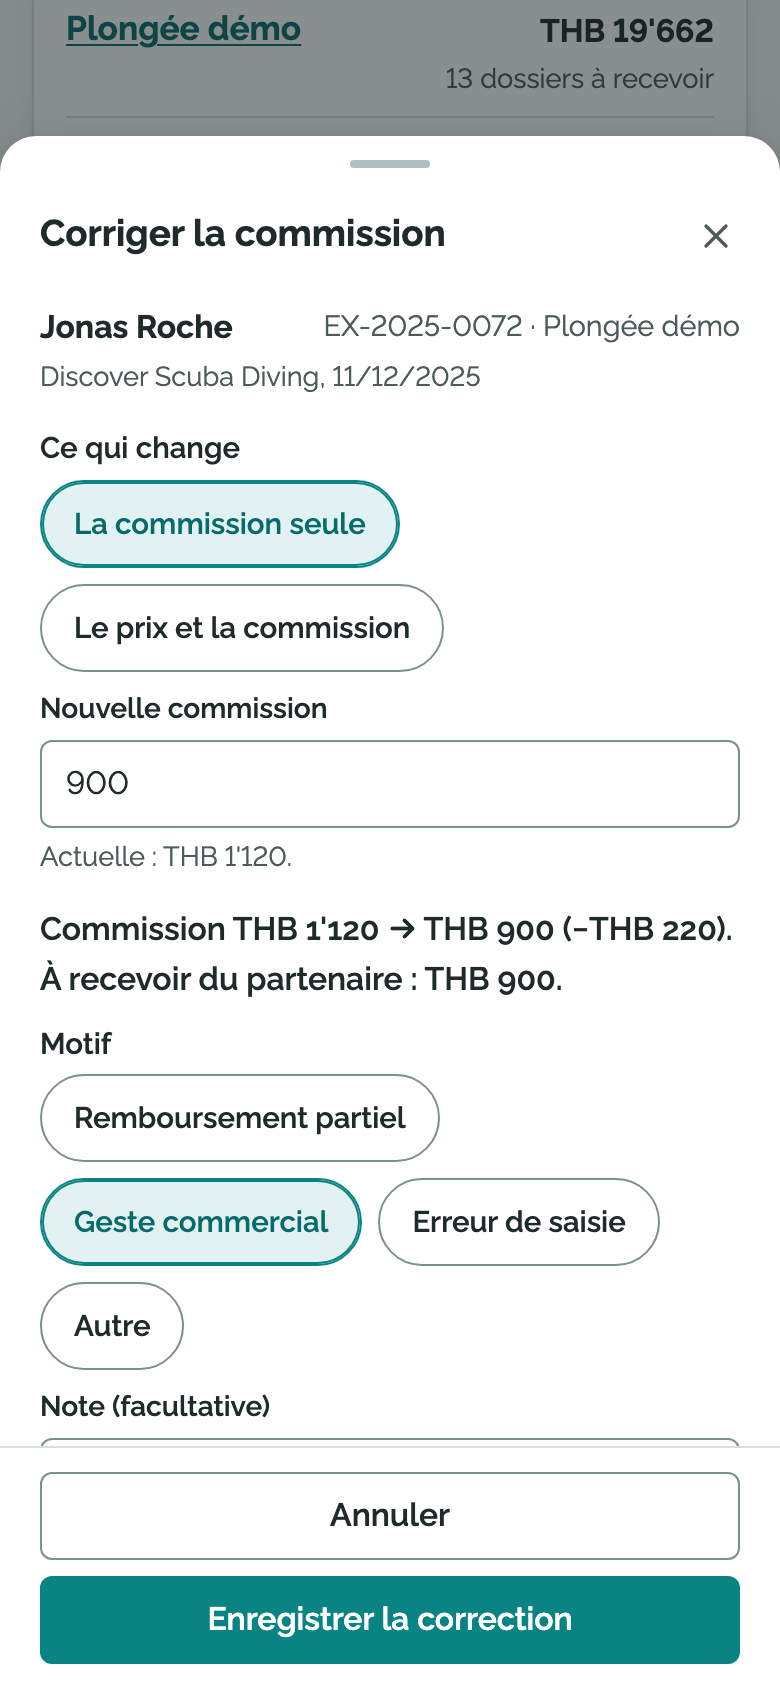 Plongée démo
THB 19'662
13 dossiers à recevoir
Corriger la commission
Jonas Roche
EX-2025-0072 · Plongée démo
Discover Scuba Diving, 11/12/2025
Ce qui change
La commission seule
Le prix et la commission
Nouvelle commission
900
Actuelle : THB 1'120.
Commission THB 1'120 → THB 900 (−THB 220).
À recevoir du partenaire : THB 900.
Motif
Remboursement partiel
Geste commercial
Erreur de saisie
Autre
Note (facultative)
Annuler
Enregistrer la correction